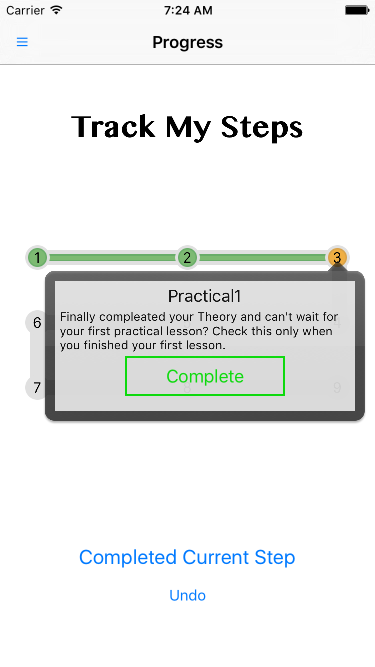 Carrier 7:24 AM
Progress
Track My Steps
1 2 3
Practical1
Finally compleated your Theory and can't wait for
your first practical lesson? Check this only when
you finished your first lesson.
Complete
6 4
7 8 9
Completed Current Step
Undo